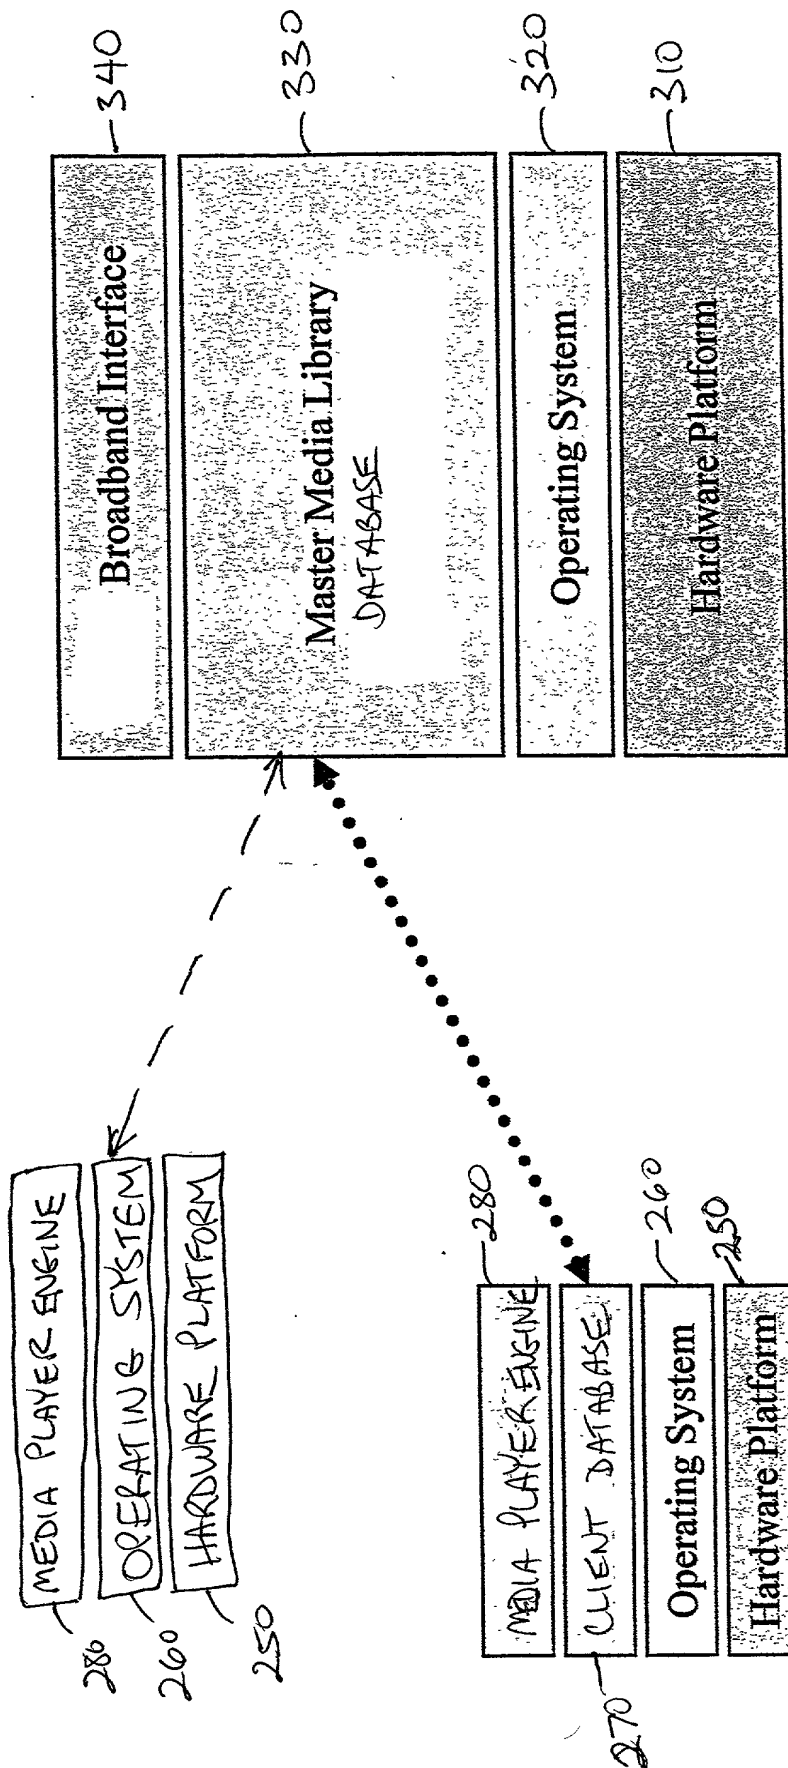 MEDIA PLAYER ENGINE
280
OPERATING SYSTEM
260
HARDWARE PLATFORM
250
MEDIA PLAYER ENGINE
280
CLIENT DATABASE
270
Operating System
260
Hardware Platform
250
Broadband Interface
340
Master Media Library
DATABASE
330
Operating System
320
Hardware Platform
310